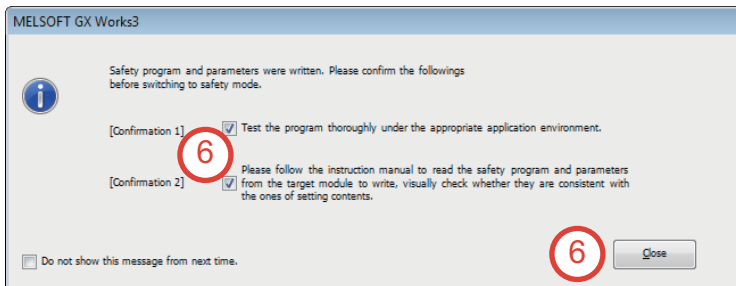 MELSOFT GX Works3
Safety program and parameters were written. Please confirm the followings
before switching to safety mode.
[Confirmation 1] Test the program thoroughly under the appropriate application environment.
6
[Confirmation 2] Please follow the instruction manual to read the safety program and parameters
from the target module to write, visually check whether they are consistent with
the ones of setting contents.
6 Close
Do not show this message from next time.